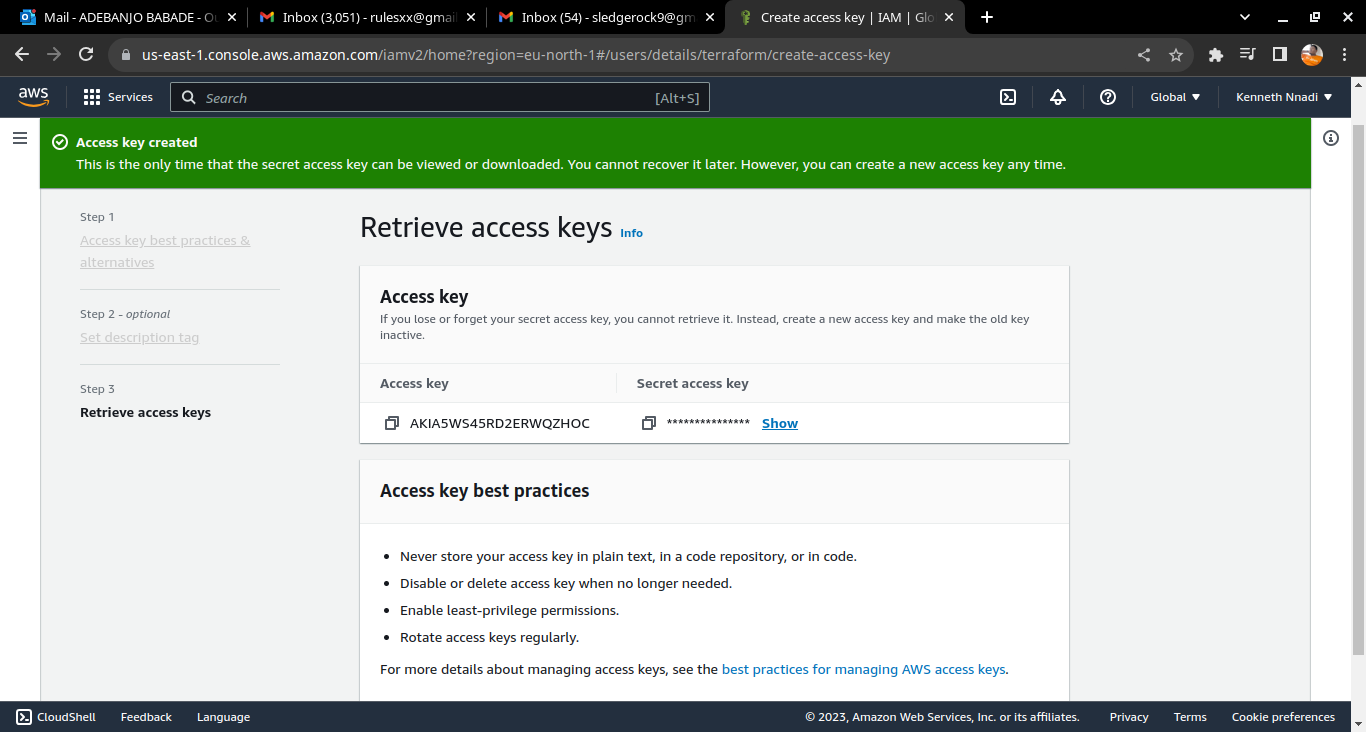 Mail - ADEBANJO BABADE - Ou
Inbox (3,051) - rulesxx@gmail
Inbox (54) - sledgerock9@gm
Create access key | IAM | Glo
us-east-1.console.aws.amazon.com/iamv2/home?region=eu-north-1#/users/details/terraform/create-access-key
aws
Services
Search
[Alt+S]
Global
Kenneth Nnadi
Access key created
This is the only time that the secret access key can be viewed or downloaded. You cannot recover it later. However, you can create a new access key any time.
Step 1
Access key best practices &
alternatives
Step 2 - optional
Set description tag
Step 3
Retrieve access keys
Retrieve access keys Info
Access key
If you lose or forget your secret access key, you cannot retrieve it. Instead, create a new access key and make the old key
inactive.
Access key
Secret access key
AKIA5WS45RD2ERWQZHOC
*************** Show
Access key best practices
• Never store your access key in plain text, in a code repository, or in code.
• Disable or delete access key when no longer needed.
• Enable least-privilege permissions.
• Rotate access keys regularly.
For more details about managing access keys, see the best practices for managing AWS access keys.
CloudShell
Feedback
Language
© 2023, Amazon Web Services, Inc. or its affiliates.
Privacy
Terms
Cookie preferences